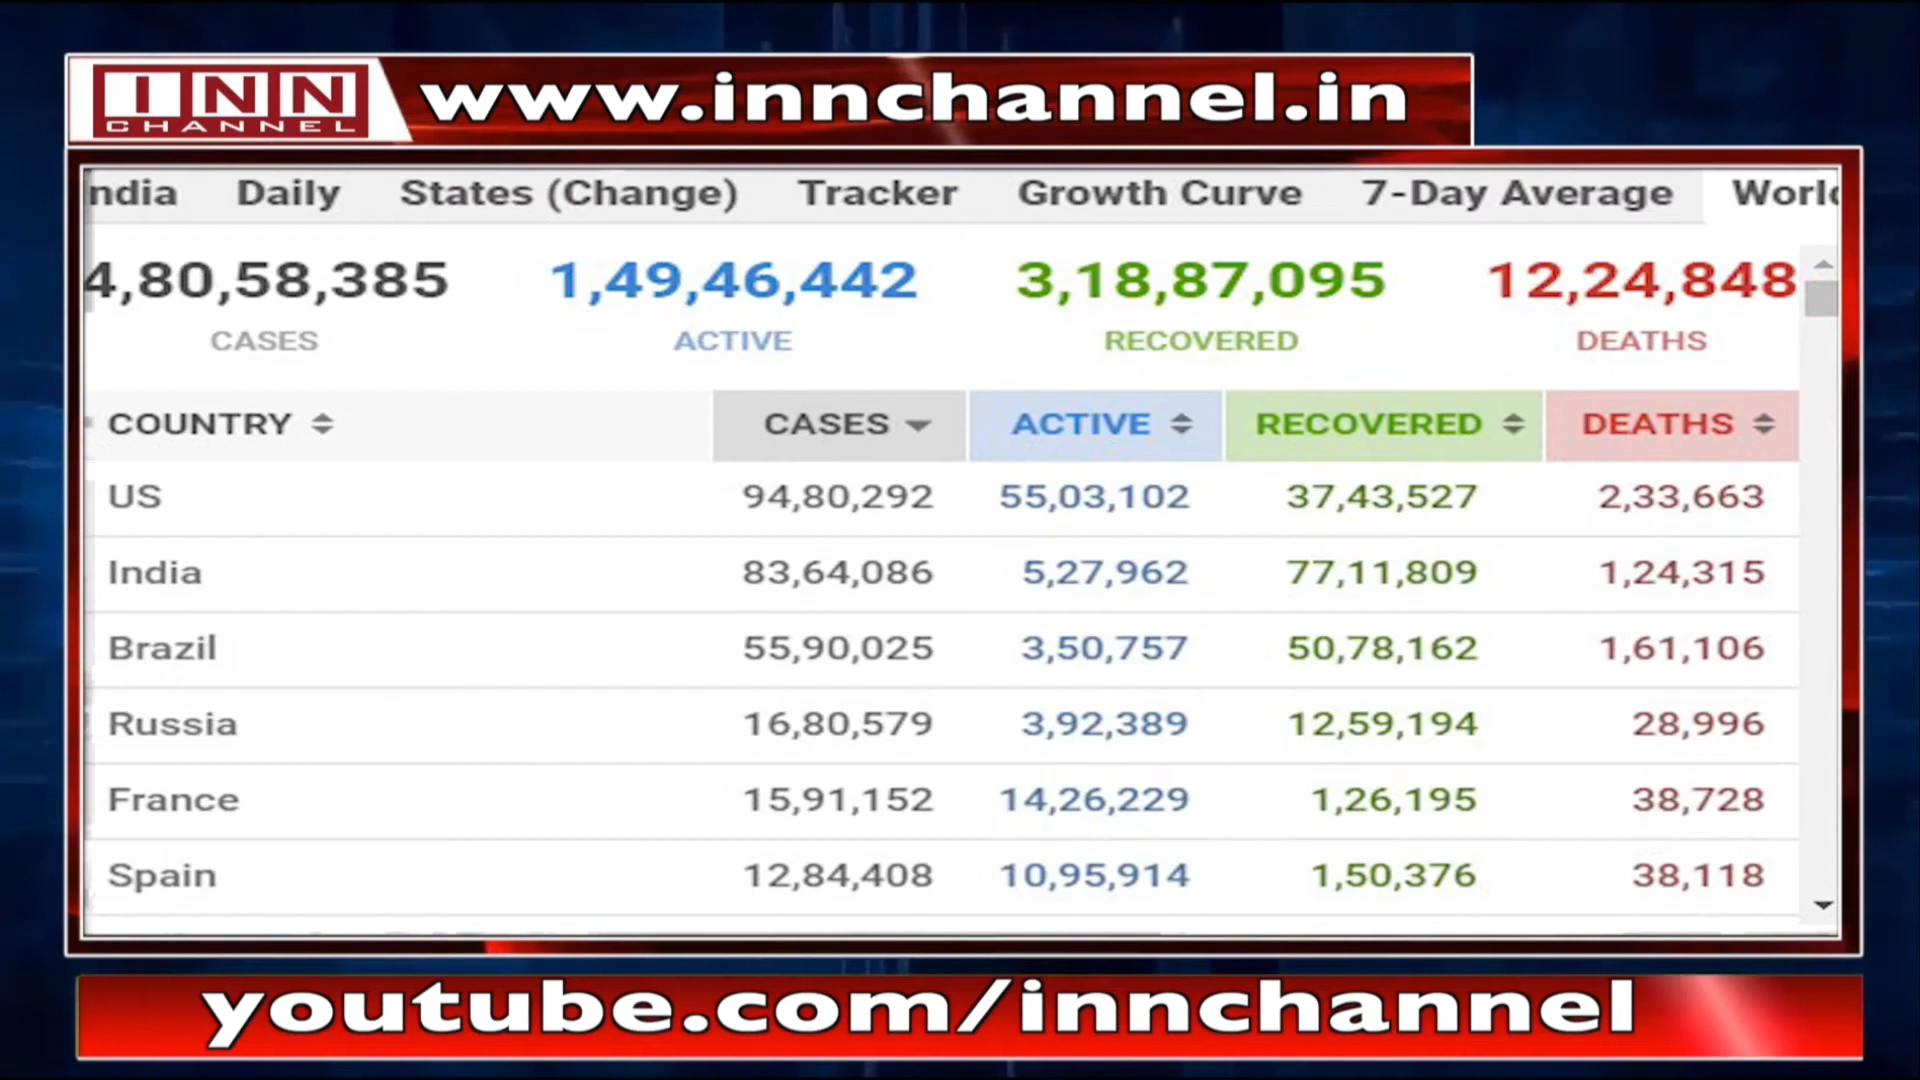 INN
CHANNEL
www.innchannel.in
ndia Daily States (Change) Tracker Growth Curve 7-Day Average World
4,80,58,385 1,49,46,442 3,18,87,095 12,24,848
CASES ACTIVE RECOVERED DEATHS
COUNTRY CASES ACTIVE RECOVERED DEATHS
US 94,80,292 55,03,102 37,43,527 2,33,663
India 83,64,086 5,27,962 77,11,809 1,24,315
Brazil 55,90,025 3,50,757 50,78,162 1,61,106
Russia 16,80,579 3,92,389 12,59,194 28,996
France 15,91,152 14,26,229 1,26,195 38,728
Spain 12,84,408 10,95,914 1,50,376 38,118
youtube.com/innchannel